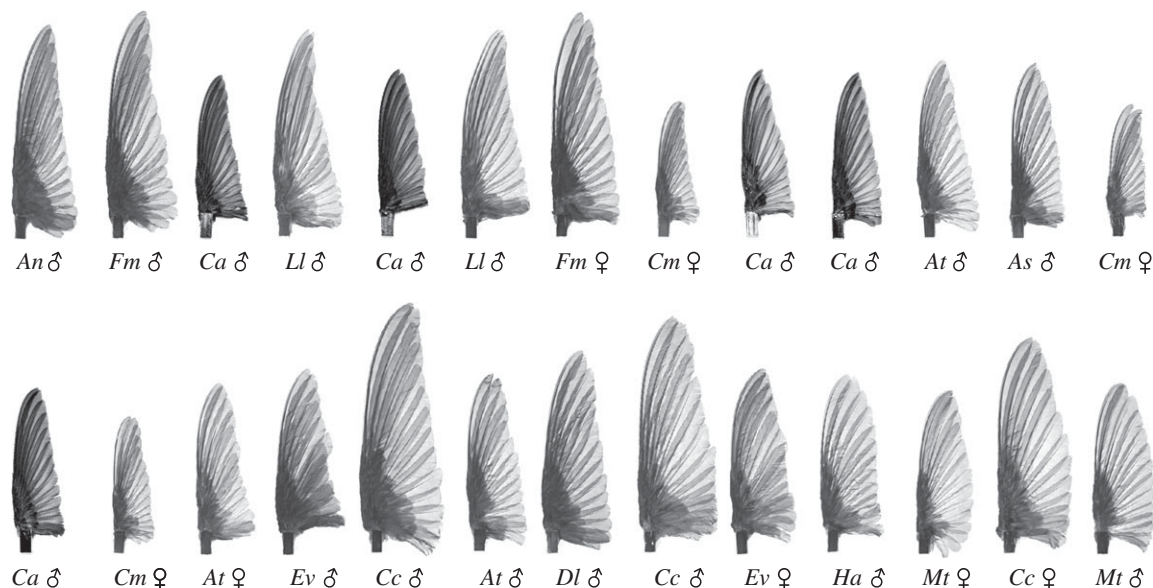 An ♂ Fm ♂ Ca ♂ Ll ♂ Ca ♂ Ll ♂ Fm ♀ Cm ♀ Ca ♂ Ca ♂ At ♂ As ♂ Cm ♀
Ca ♂ Cm ♀ At ♀ Ev ♂ Cc ♂ At ♂ Dl ♂ Cc ♂ Ev ♀ Ha ♂ Mt ♀ Cc ♀ Mt ♂